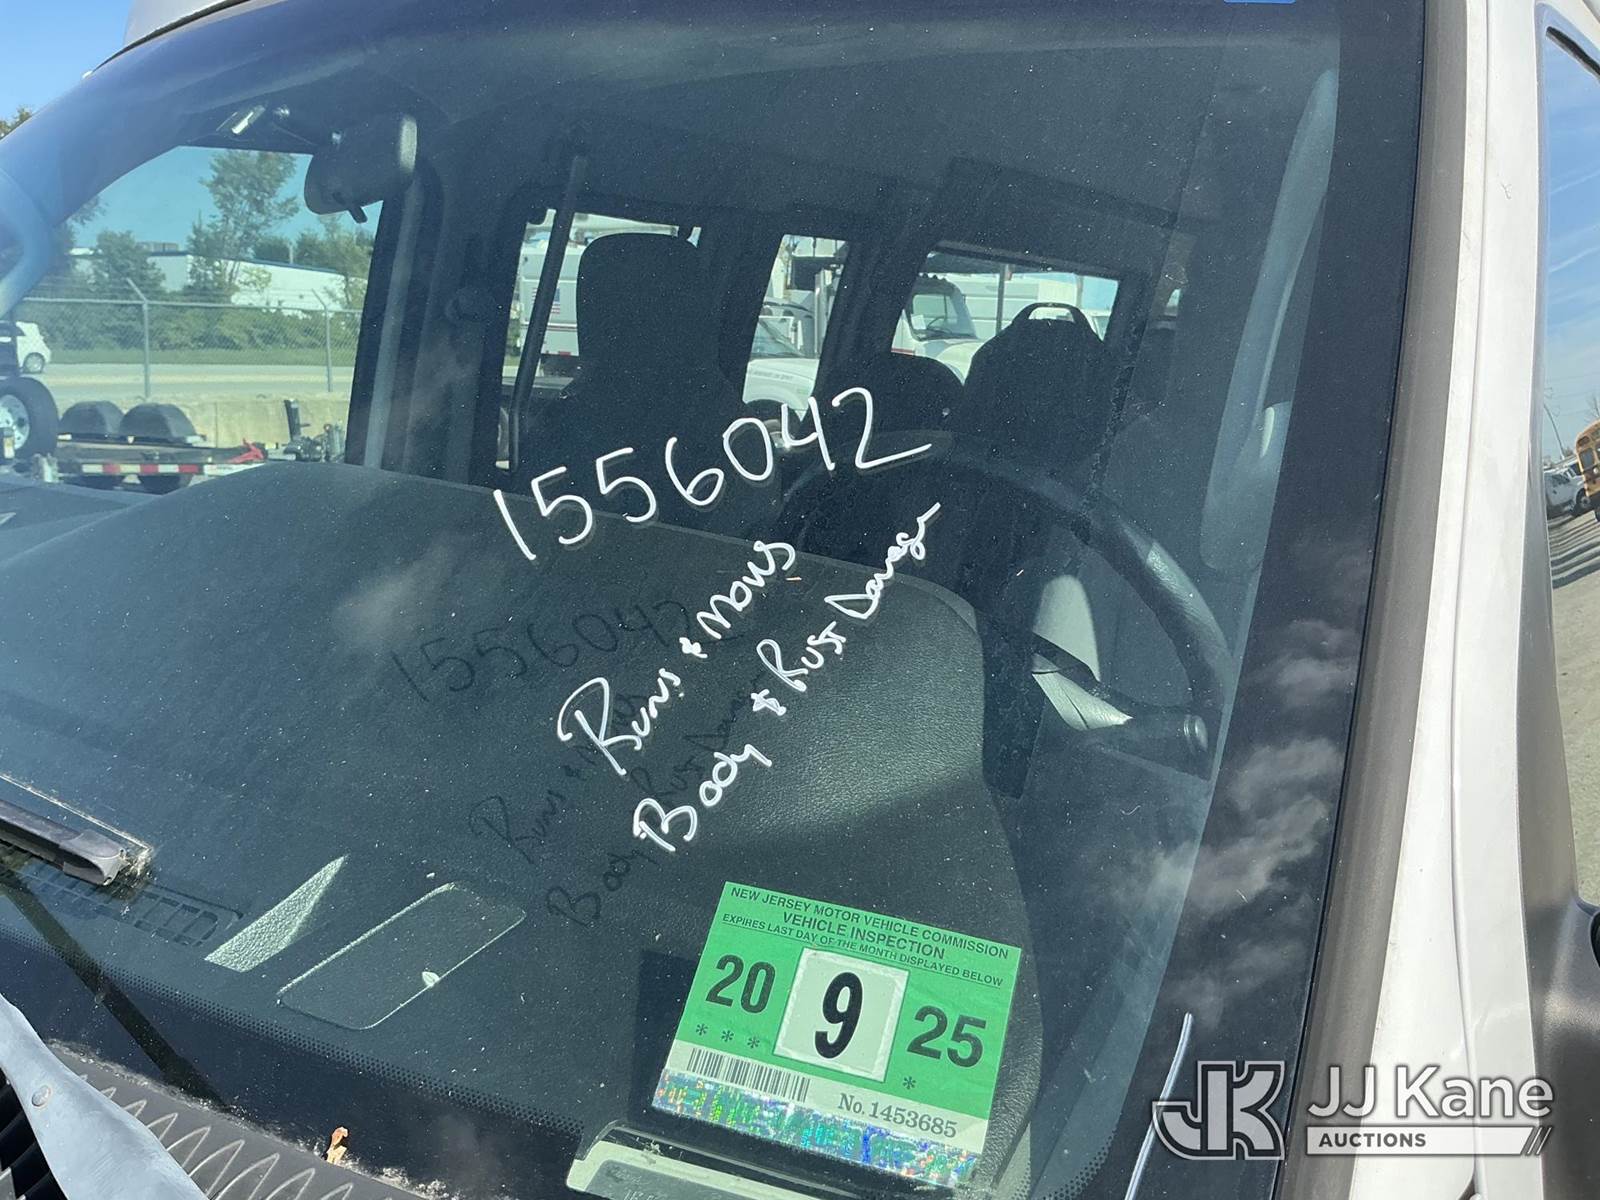 1556042
Runs & Moves
Body & Rust Damage
NEW JERSEY MOTOR VEHICLE COMMISSION
VEHICLE INSPECTION
EXPIRES LAST DAY OF THE MONTH DISPLAYED BELOW
20 9 25
* * * *
No. 1453685
JK JJ Kane
AUCTIONS